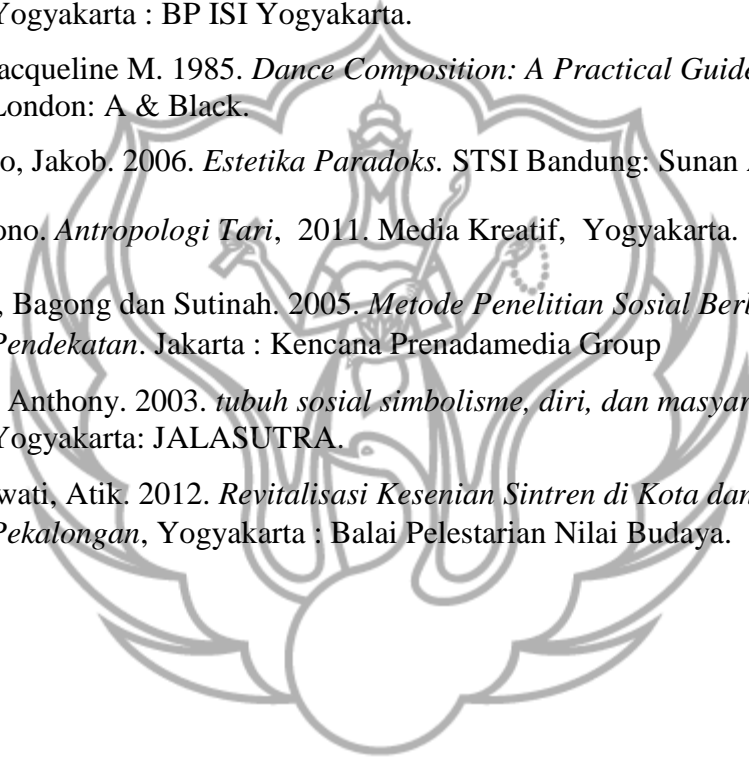 Yogyakarta : BP ISI Yogyakarta.
acqueline M. 1985. Dance Composition: A Practical Guide
London: A & Black.
o, Jakob. 2006. Estetika Paradoks. STSI Bandung: Sunan
ono. Antropologi Tari, 2011. Media Kreatif, Yogyakarta.
, Bagong dan Sutinah. 2005. Metode Penelitian Sosial Berb
Pendekatan. Jakarta : Kencana Prenadamedia Group
Anthony. 2003. tubuh sosial simbolisme, diri, dan masyar
Yogyakarta: JALASUTRA.
wati, Atik. 2012. Revitalisasi Kesenian Sintren di Kota dan
Pekalongan, Yogyakarta : Balai Pelestarian Nilai Budaya.